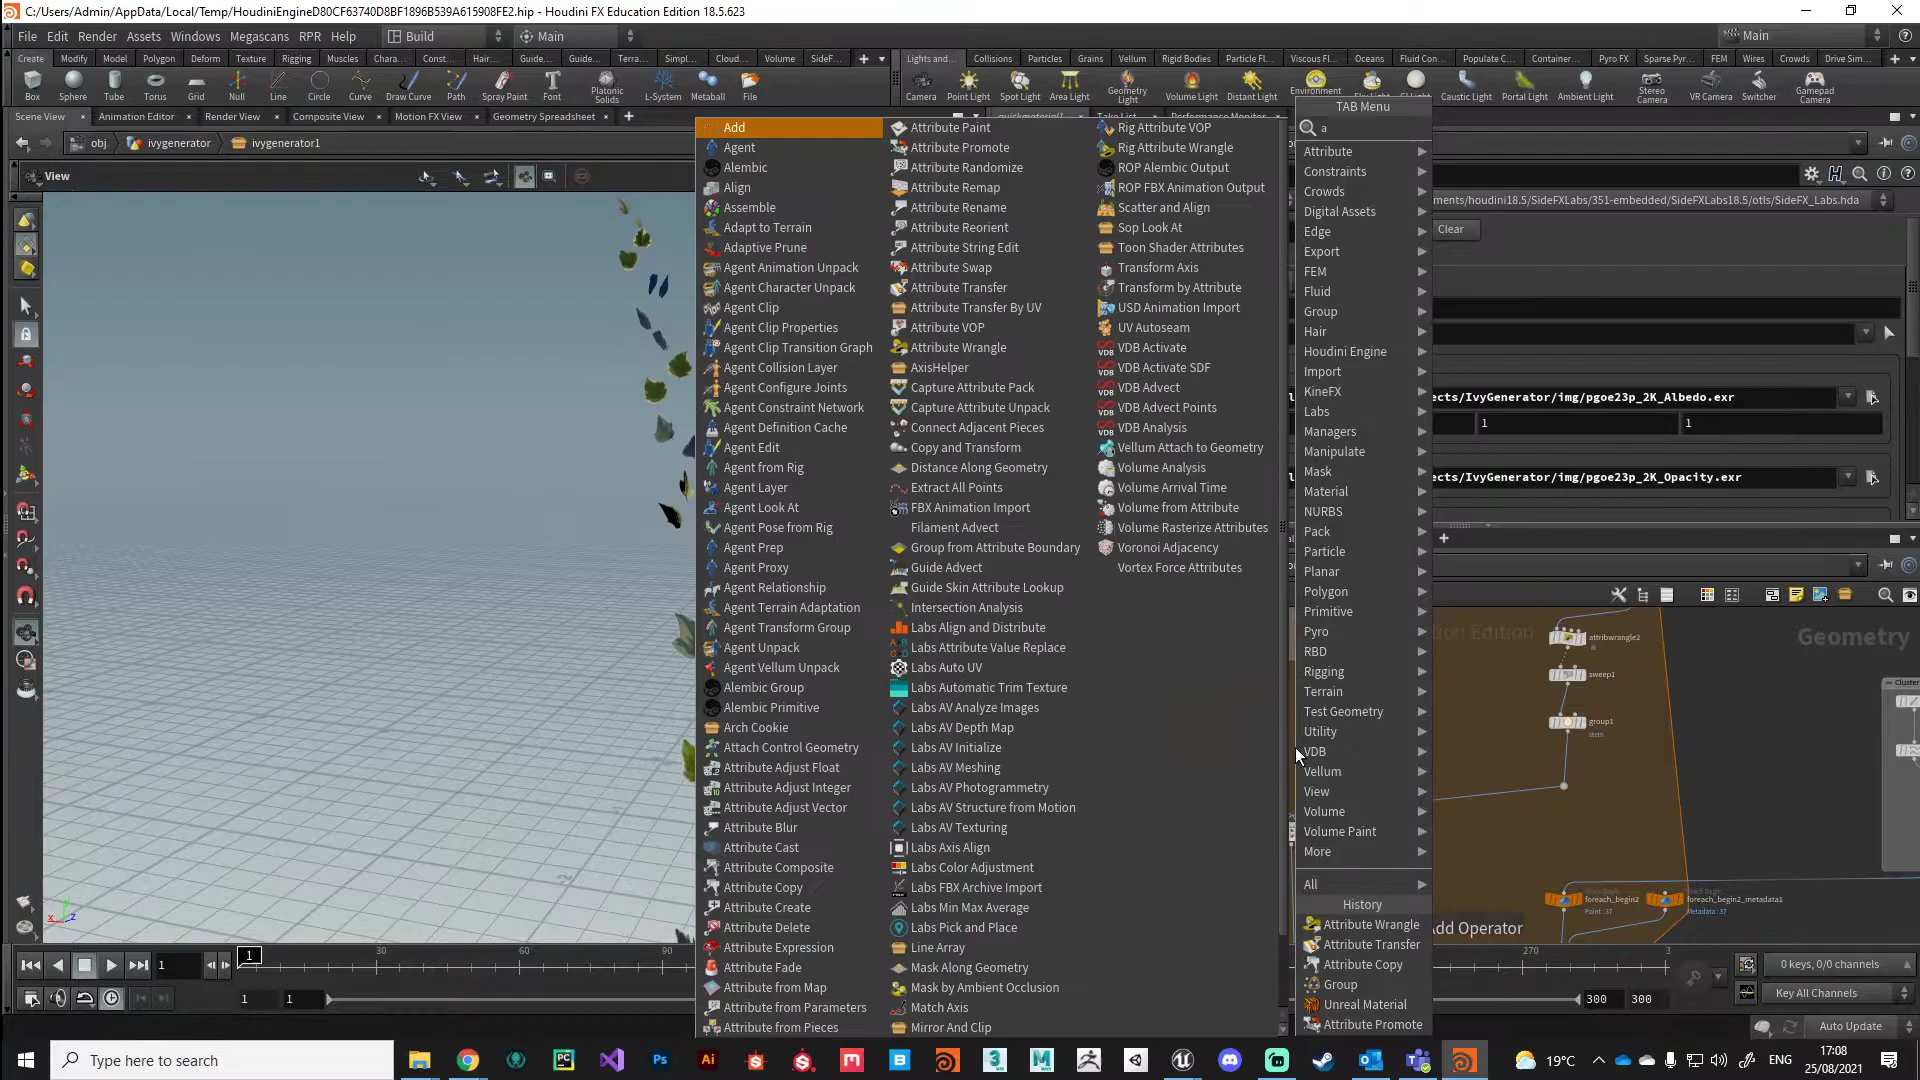 C:/Users/Admin/AppData/Local/Temp/HoudiniEngineD80CF63740D8BF1896B539A615908FE2.hip - Houdini FX Education Edition 18.5.623
File Edit Render Assets Windows Megascans RPR Help Build Main Main
Create Modify Model Polygon Deform Texture Rigging Muscles Chara... Const... Hair... Guide... Guide... Terra... Simpl... Cloud... Volume SideF...
Lights and... Collisions Particles Grains Vellum Rigid Bodies Particle Fl... Viscous Fl... Oceans Fluid Con... Populate C... Container... Pyro FX Sparse Pyr... FEM Wires Crowds Drive Sim...
Box Sphere Tube Torus Grid Null Line Circle Curve Draw Curve Path Spray Paint Font Platonic Solids L-System Metaball File
Camera Point Light Spot Light Area Light Geometry Light Volume Light Distant Light Environment Caustic Light Portal Light Ambient Light Stereo Camera VR Camera Switcher Gamepad Camera
Scene View Animation Editor Render View Composite View Motion FX View Geometry Spreadsheet
obj ivygenerator ivygenerator1
View
Add
Agent
Alembic
Align
Assemble
Adapt to Terrain
Adaptive Prune
Agent Animation Unpack
Agent Character Unpack
Agent Clip
Agent Clip Properties
Agent Clip Transition Graph
Agent Collision Layer
Agent Configure Joints
Agent Constraint Network
Agent Definition Cache
Agent Edit
Agent from Rig
Agent Layer
Agent Look At
Agent Pose from Rig
Agent Prep
Agent Proxy
Agent Relationship
Agent Terrain Adaptation
Agent Transform Group
Agent Unpack
Agent Vellum Unpack
Alembic Group
Alembic Primitive
Arch Cookie
Attach Control Geometry
Attribute Adjust Float
Attribute Adjust Integer
Attribute Adjust Vector
Attribute Blur
Attribute Cast
Attribute Composite
Attribute Copy
Attribute Create
Attribute Delete
Attribute Expression
Attribute Fade
Attribute from Map
Attribute from Parameters
Attribute from Pieces
Attribute Paint
Attribute Promote
Attribute Randomize
Attribute Remap
Attribute Rename
Attribute Reorient
Attribute String Edit
Attribute Swap
Attribute Transfer
Attribute Transfer By UV
Attribute VOP
Attribute Wrangle
AxisHelper
Capture Attribute Pack
Capture Attribute Unpack
Connect Adjacent Pieces
Copy and Transform
Distance Along Geometry
Extract All Points
FBX Animation Import
Filament Advect
Group from Attribute Boundary
Guide Advect
Guide Skin Attribute Lookup
Intersection Analysis
Labs Align and Distribute
Labs Attribute Value Replace
Labs Auto UV
Labs Automatic Trim Texture
Labs AV Analyze Images
Labs AV Depth Map
Labs AV Initialize
Labs AV Meshing
Labs AV Photogrammetry
Labs AV Structure from Motion
Labs AV Texturing
Labs Axis Align
Labs Color Adjustment
Labs FBX Archive Import
Labs Min Max Average
Labs Pick and Place
Line Array
Mask Along Geometry
Mask by Ambient Occlusion
Match Axis
Mirror And Clip
Rig Attribute VOP
Rig Attribute Wrangle
ROP Alembic Output
ROP FBX Animation Output
Scatter and Align
Sop Look At
Toon Shader Attributes
Transform Axis
Transform by Attribute
USD Animation Import
UV Autoseam
VDB Activate
VDB Activate SDF
VDB Advect
VDB Advect Points
VDB Analysis
Vellum Attach to Geometry
Volume Analysis
Volume Arrival Time
Volume from Attribute
Volume Rasterize Attributes
Voronoi Adjacency
Vortex Force Attributes
TAB Menu
a
Attribute
Constraints
Crowds
Digital Assets
Edge
Export
FEM
Fluid
Group
Hair
Houdini Engine
Import
KineFX
Labs
Managers
Manipulate
Mask
Material
NURBS
Pack
Particle
Planar
Polygon
Primitive
Pyro
RBD
Rigging
Terrain
Test Geometry
Utility
VDB
Vellum
View
Volume
Volume Paint
More
All
History
Attribute Wrangle
Attribute Transfer
Attribute Copy
Group
Unreal Material
Attribute Promote
ments/houdini18.5/SideFXLabs/351-embedded/SideFXLabs18.5/otls/SideFX_Labs.hda
Clear
ects/IvyGenerator/img/pgoe23p_2K_Albedo.exr
1 1
ects/IvyGenerator/img/pgoe23p_2K_Opacity.exr
ion Edition Geometry
attribwrangle2
sweep1
group1
stem
Cluster
foreach_begin2 foreach_begin2_metadata1
Point : 37 Metadata : 37
Add Operator
1 1 30 60 90 270
1 1 300 300
0 keys, 0/0 channels
Key All Channels
Auto Update
Type here to search
19°C ENG 17:08
25/08/2021